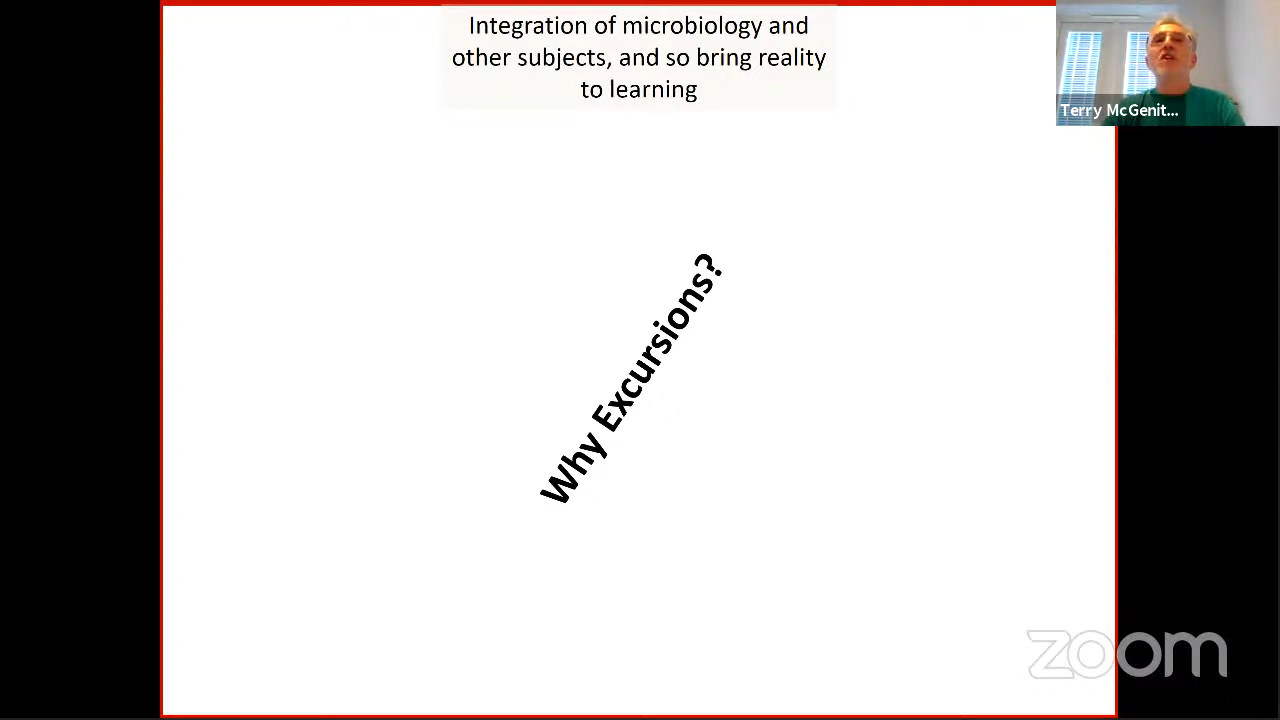 Integration of microbiology and
other subjects, and so bring reality
to learning
Terry McGenit...
Why Excursions?
zoom